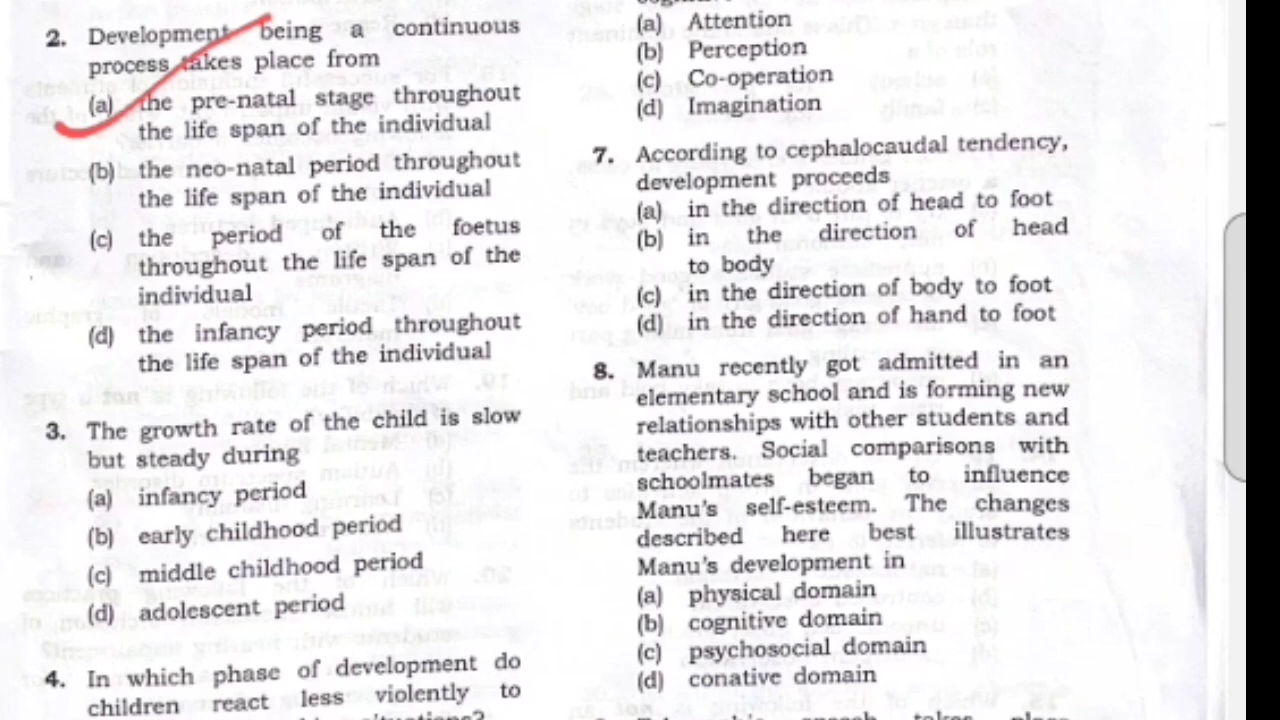 2. Development being a continuous
process takes place from
(a) the pre-natal stage throughout
the life span of the individual
(b) the neo-natal period throughout
the life span of the individual
(c) the period of the foetus
throughout the life span of the
individual
(d) the infancy period throughout
the life span of the individual
3. The growth rate of the child is slow
but steady during
(a) infancy period
(b) early childhood period
(c) middle childhood period
(d) adolescent period
4. In which phase of development do
children react less violently to
(a) Attention
(b) Perception
(c) Co-operation
(d) Imagination
7. According to cephalocaudal tendency,
development proceeds
(a) in the direction of head to foot
(b) in the direction of head
to body
(c) in the direction of body to foot
(d) in the direction of hand to foot
8. Manu recently got admitted in an
elementary school and is forming new
relationships with other students and
teachers. Social comparisons with
schoolmates began to influence
Manu's self-esteem. The changes
described here best illustrates
Manu's development in
(a) physical domain
(b) cognitive domain
(c) psychosocial domain
(d) conative domain